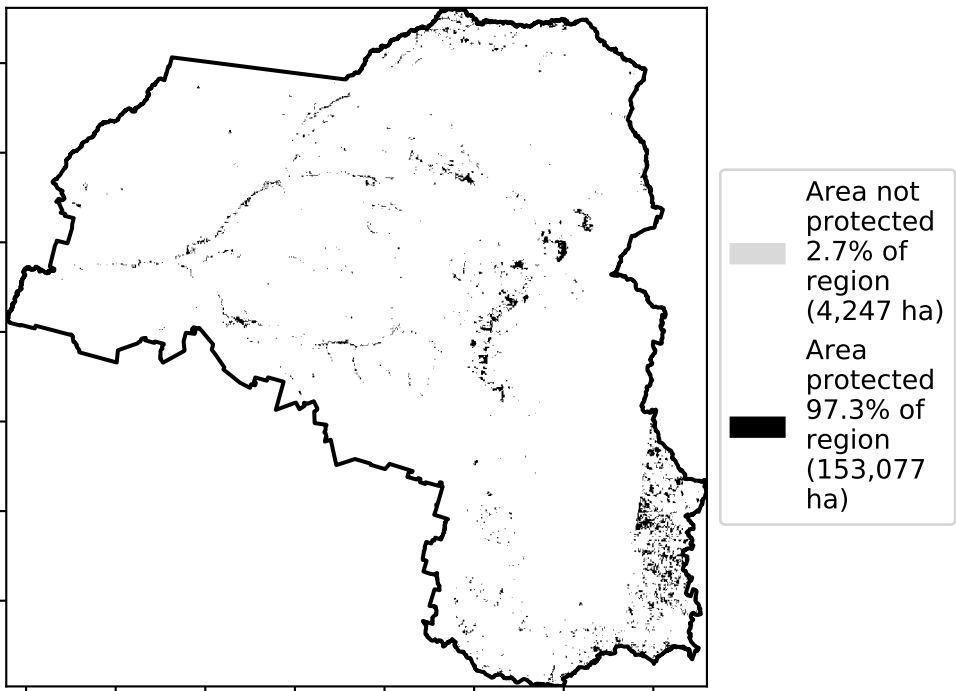 Area not
protected
2.7% of
region
(4,247 ha)
Area
protected
97.3% of
region
(153,077
ha)